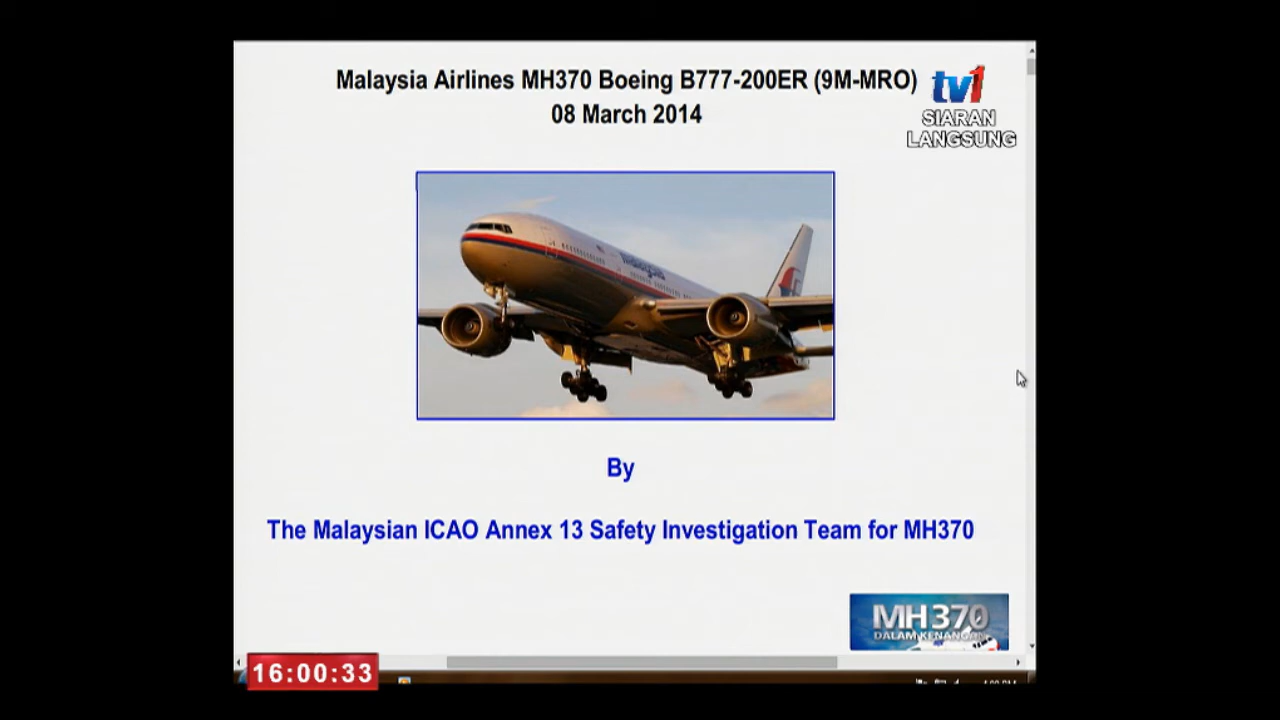 Malaysia Airlines MH370 Boeing B777-200ER (9M-MRO)
08 March 2014
tv1
SIARAN
LANGSUNG
malaysia
By
The Malaysian ICAO Annex 13 Safety Investigation Team for MH370
MH370
DALAM KENANGAN
16:00:33